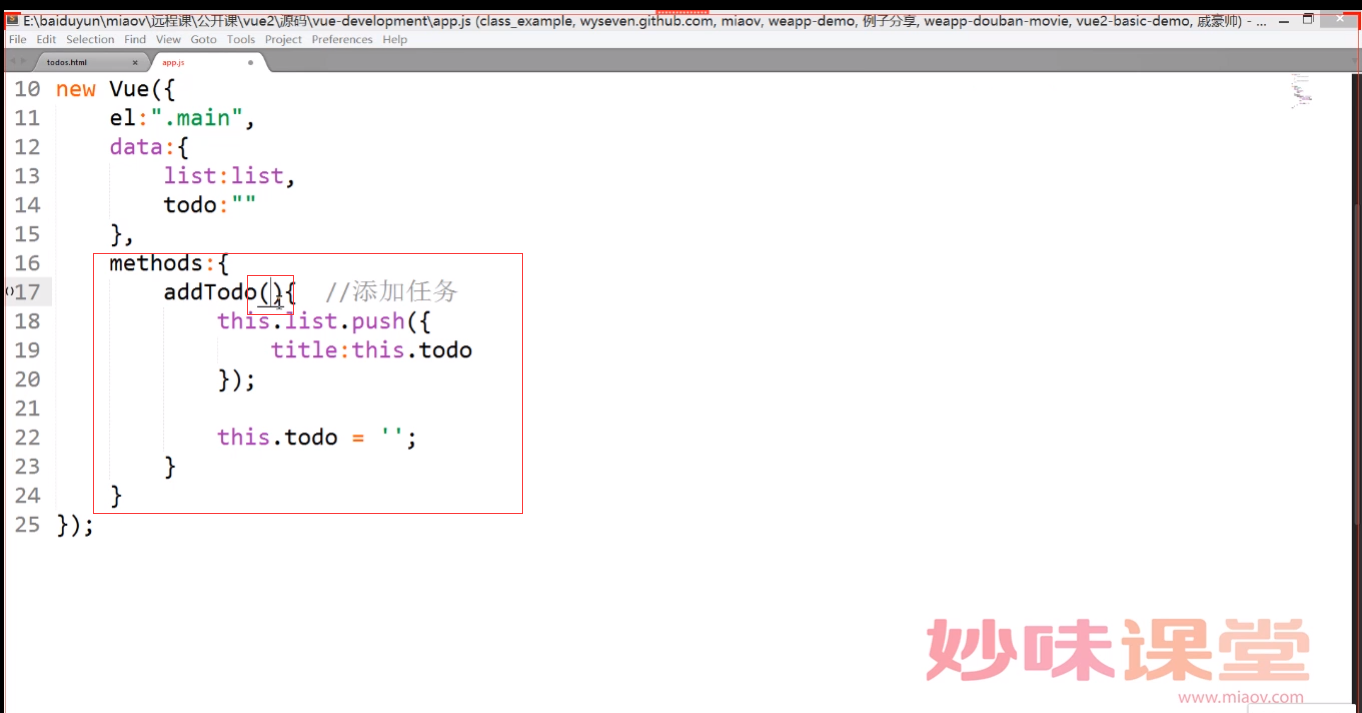 E:\baiduyun\miaov\远程课\公开课\vue2\源码\vue-development\app.js (class_example, wyseven.github.com, miaov, weapp-demo, 例子分享, weapp-douban-movie, vue2-basic-demo, 戚豪帅) - ...
File Edit Selection Find View Goto Tools Project Preferences Help
todos.html × app.js
10 new Vue({
11 el:".main",
12 data:{
13 list:list,
14 todo:""
15 },
16 methods:{
17 addTodo(){ //添加任务
18 this.list.push({
19 title:this.todo
20 });
21
22 this.todo = '';
23 }
24 }
25 });
妙味课堂
www.miaov.com